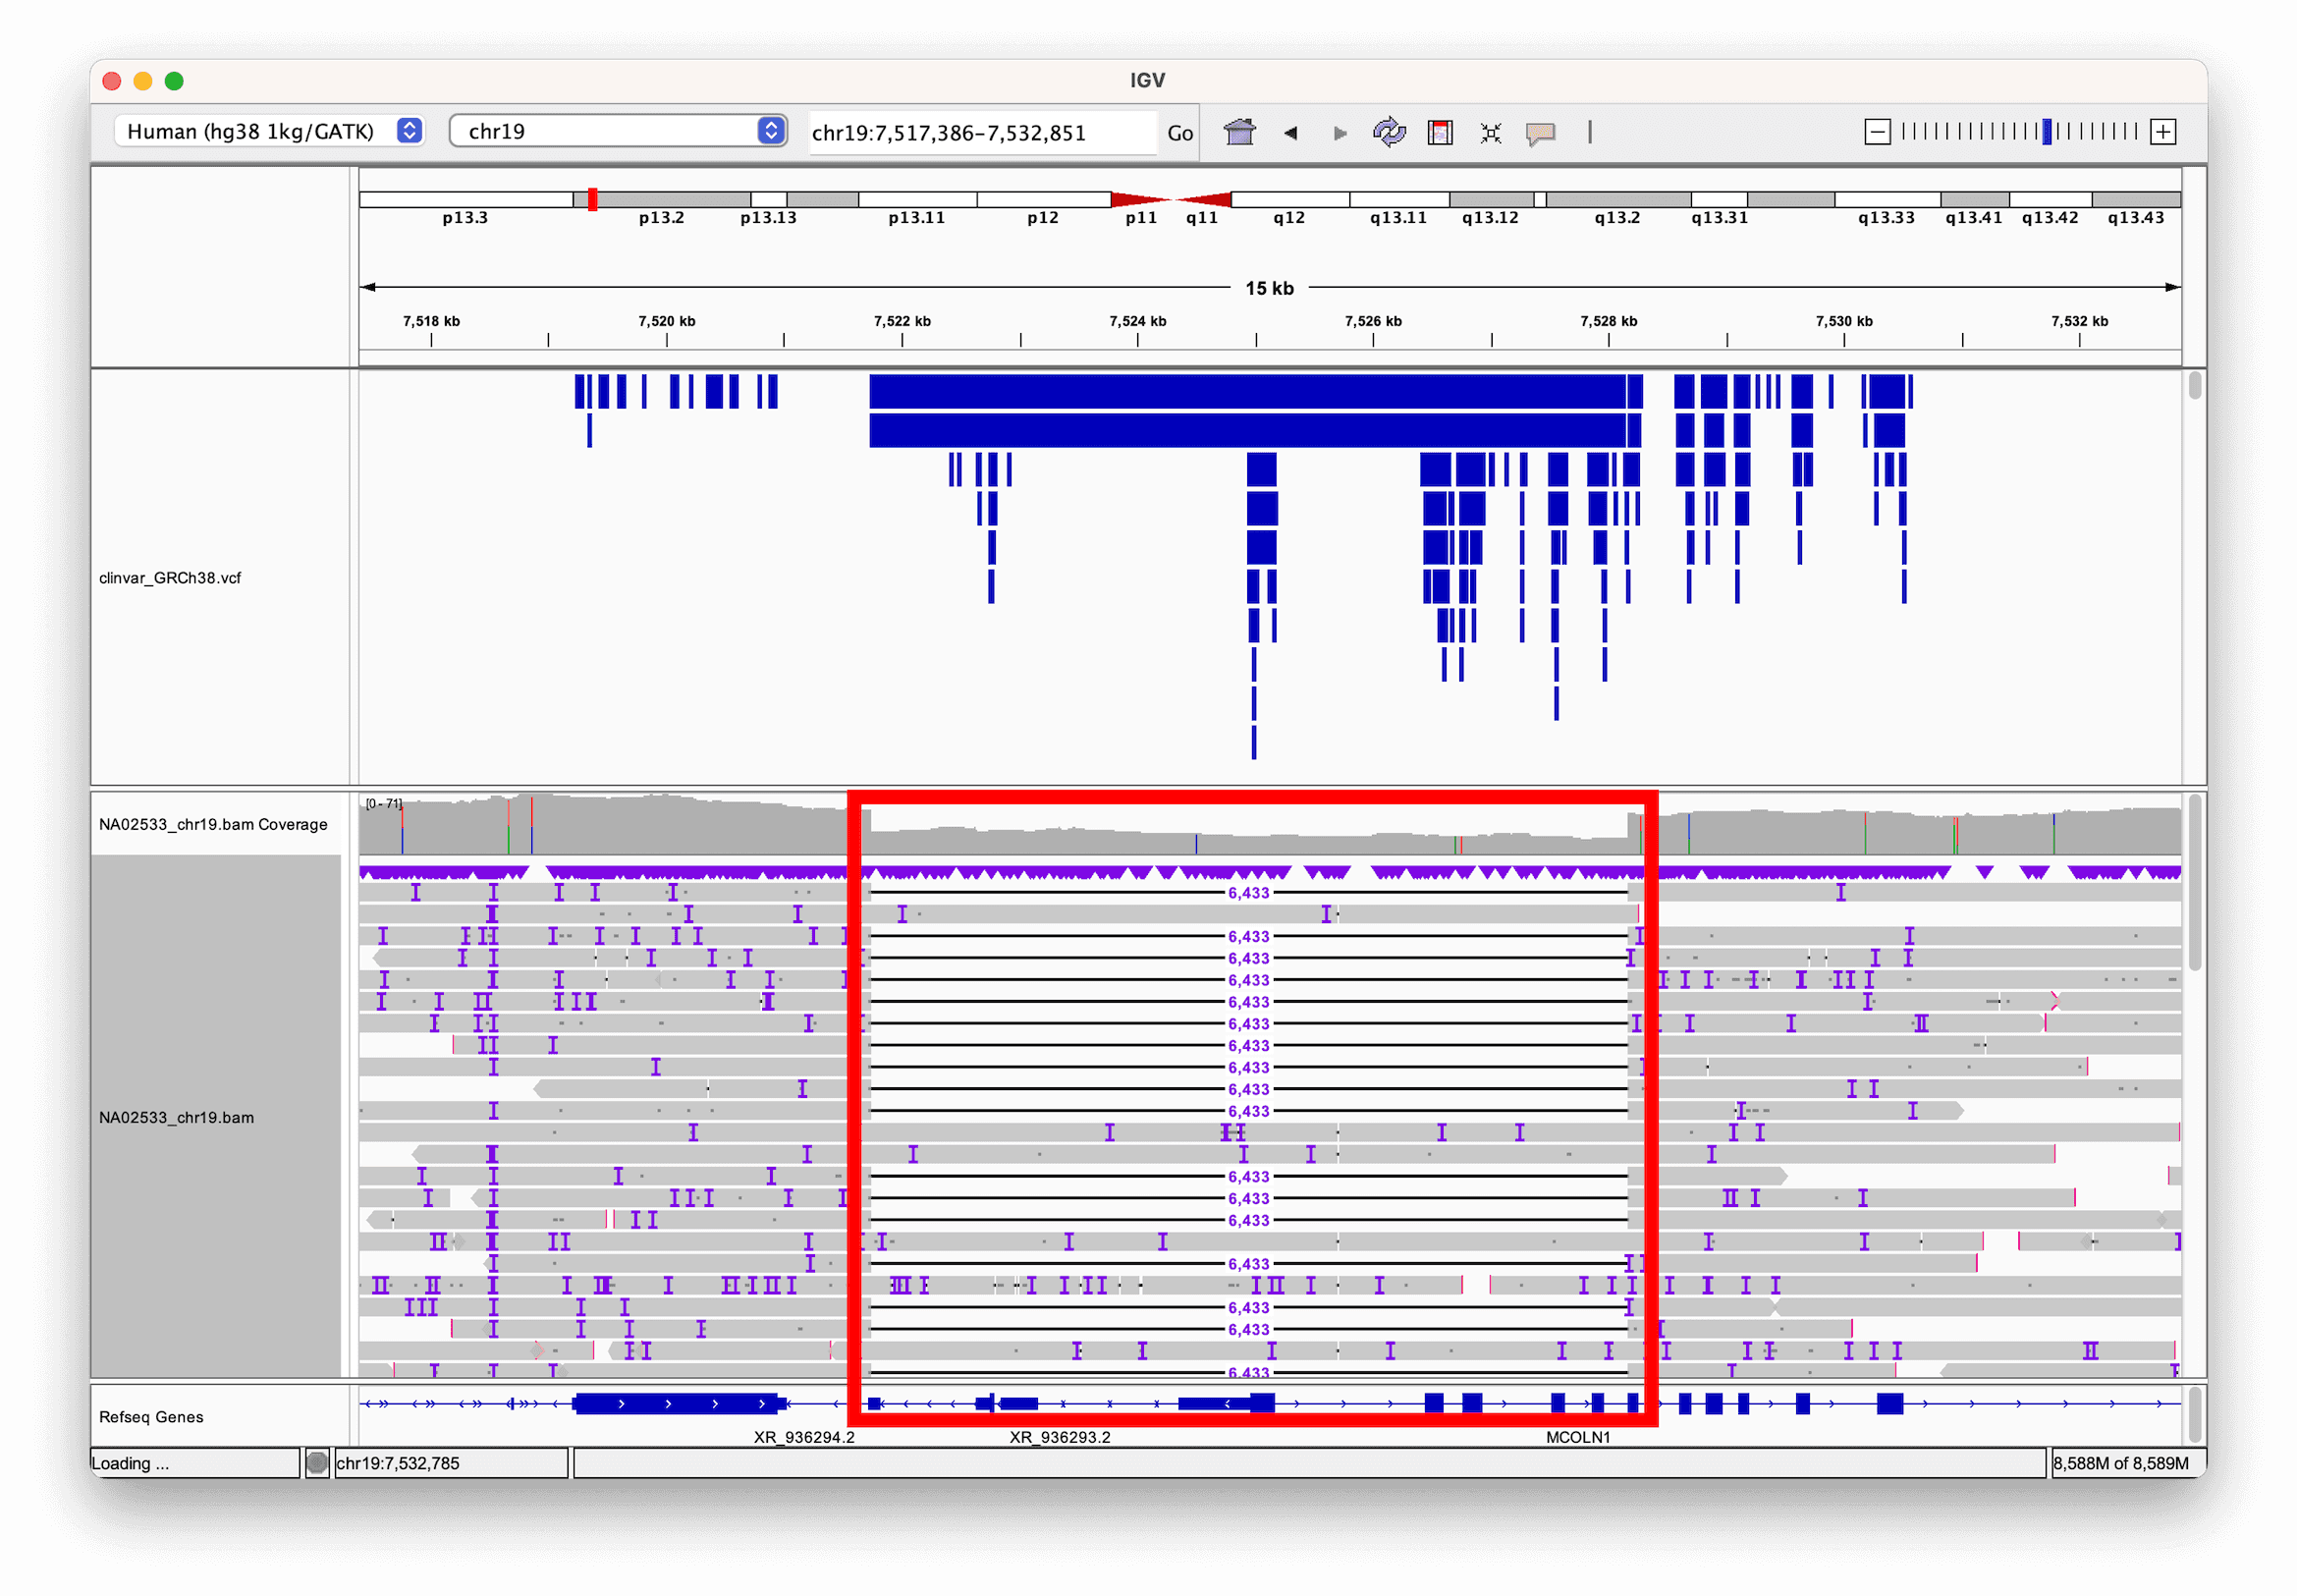 IGV
Human (hg38 1kg/GATK) chr19 chr19:7,517,386-7,532,851 Go
p13.3 p13.2 p13.13 p13.11 p12 p11 q11 q12 q13.11 q13.12 q13.2 q13.31 q13.33 q13.41 q13.42 q13.43
15 kb
7,518 kb 7,520 kb 7,522 kb 7,524 kb 7,526 kb 7,528 kb 7,530 kb 7,532 kb
clinvar_GRCh38.vcf
[0 - 71]
NA02533_chr19.bam Coverage
6,433
6,433
6,433
6,433
6,433
6,433
6,433
6,433
6,433
6,433
NA02533_chr19.bam
6,433
6,433
6,433
6,433
6,433
6,433
6,433
Refseq Genes
XR_936294.2 XR_936293.2 MCOLN1
Loading ... chr19:7,532,785 8,588M of 8,589M